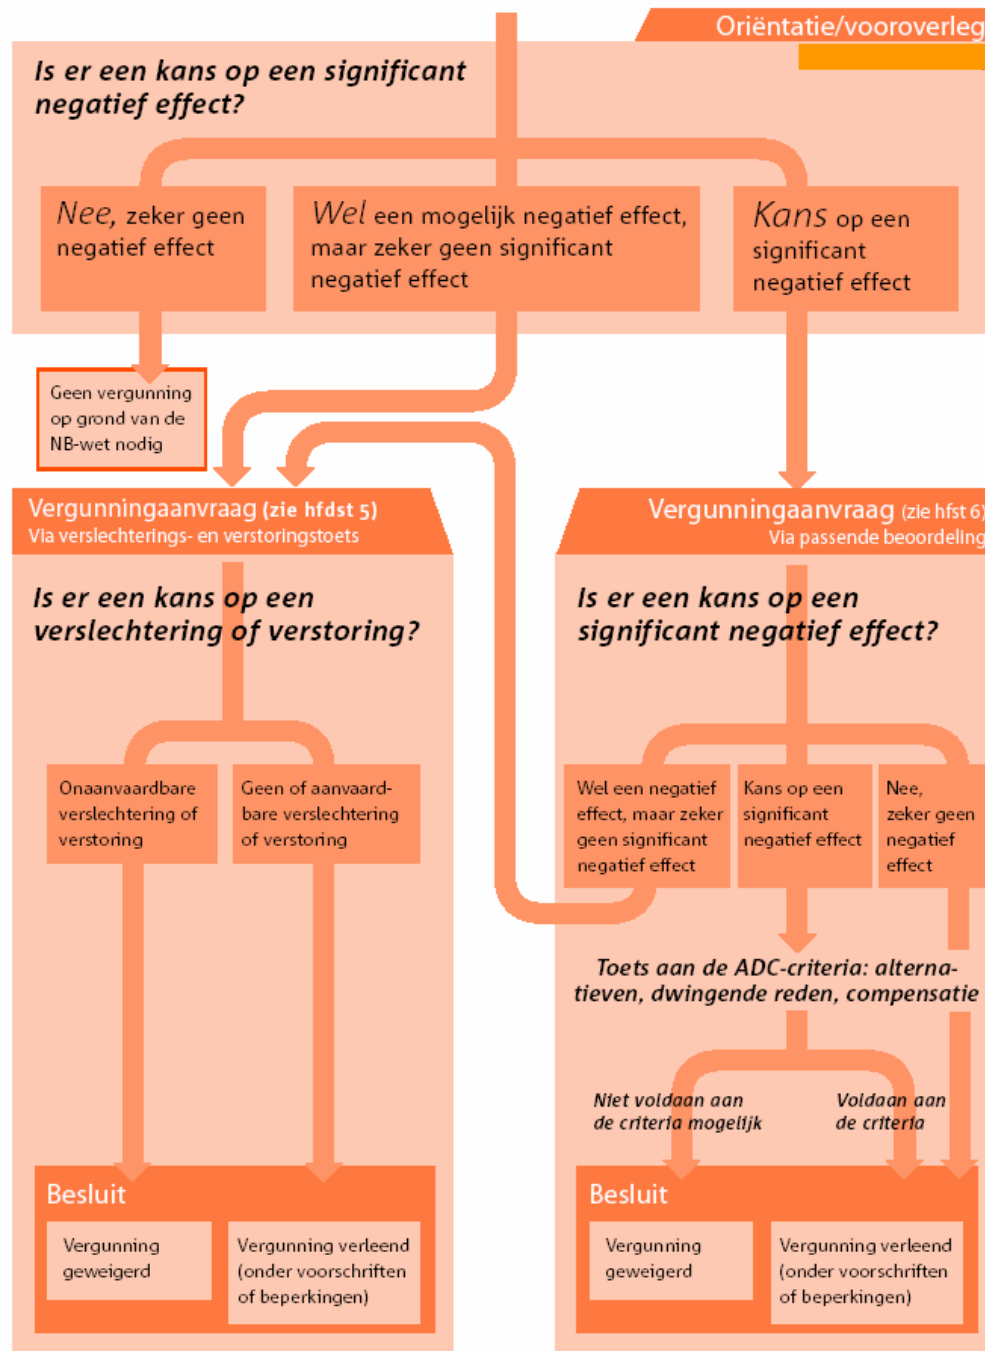 Oriëntatie/vooroverleg
Is er een kans op een significant
negatief effect?
Nee, zeker geen
negatief effect
Wel een mogelijk negatief effect,
maar zeker geen significant
negatief effect
Kans op een
significant
negatief effect
Geen vergunning
op grond van de
NB-wet nodig
Vergunningaanvraag (zie hfdst 5)
Via verslechterings- en verstoringstoets
Is er een kans op een
verslechtering of verstoring?
Onaanvaardbare
verslechtering of
verstoring
Geen of aanvaard-
bare verslechtering
of verstoring
Besluit
Vergunning
geweigerd
Vergunning verleend
(onder voorschriften
of beperkingen)
Vergunningaanvraag (zie hfst 6)
Via passende beoordeling
Is er een kans op een
significant negatief effect?
Wel een negatief
effect, maar zeker
geen significant
negatief effect
Kans op een
significant
negatief effect
Nee,
zeker geen
negatief
effect
Toets aan de ADC-criteria: alterna-
tieven, dwingende reden, compensatie
Niet voldaan aan
de criteria mogelijk
Voldaan aan
de criteria
Besluit
Vergunning
geweigerd
Vergunning verleend
(onder voorschriften
of beperkingen)